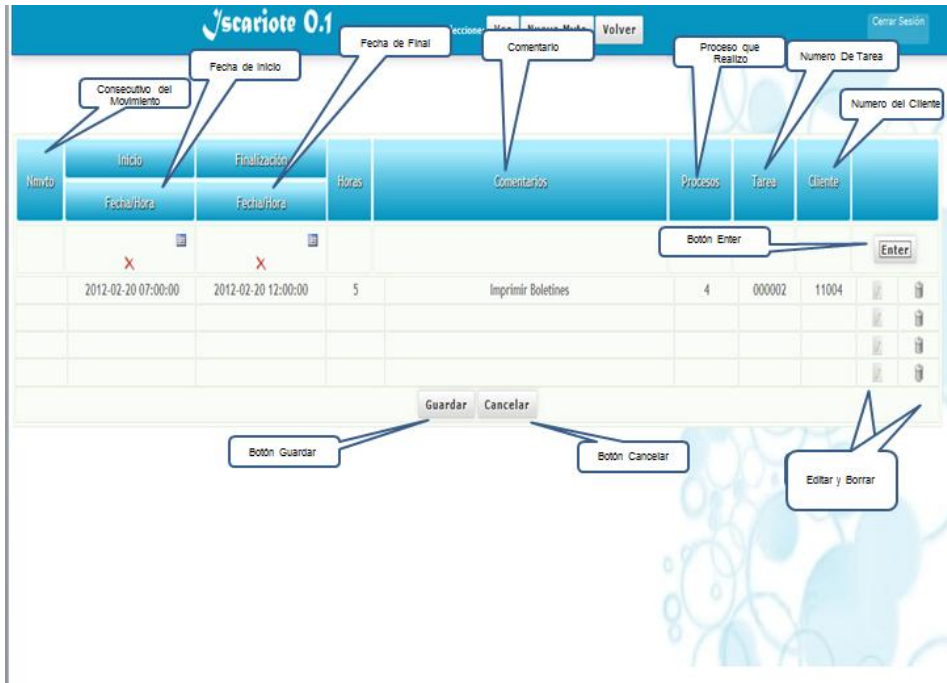 Yscariote 0.1
Volver
Cerrar Sesión
Fecha de Final
Comentario
Proceso que
Realizo
Numero De Tarea
Fecha de Inicio
Consecutivo del
Movimiento
Numero del Cliente
Nmvto
Inicio
Finalización
Horas
Comentarios
Procesos
Tarea
Cliente
Fecha/Hora
Fecha/Hora
Botón Enter
Enter
2012-02-20 07:00:00 2012-02-20 12:00:00 5 Imprimir Boletines 4 000002 11004
Guardar Cancelar
Botón Guardar
Botón Cancelar
Editar y Borrar